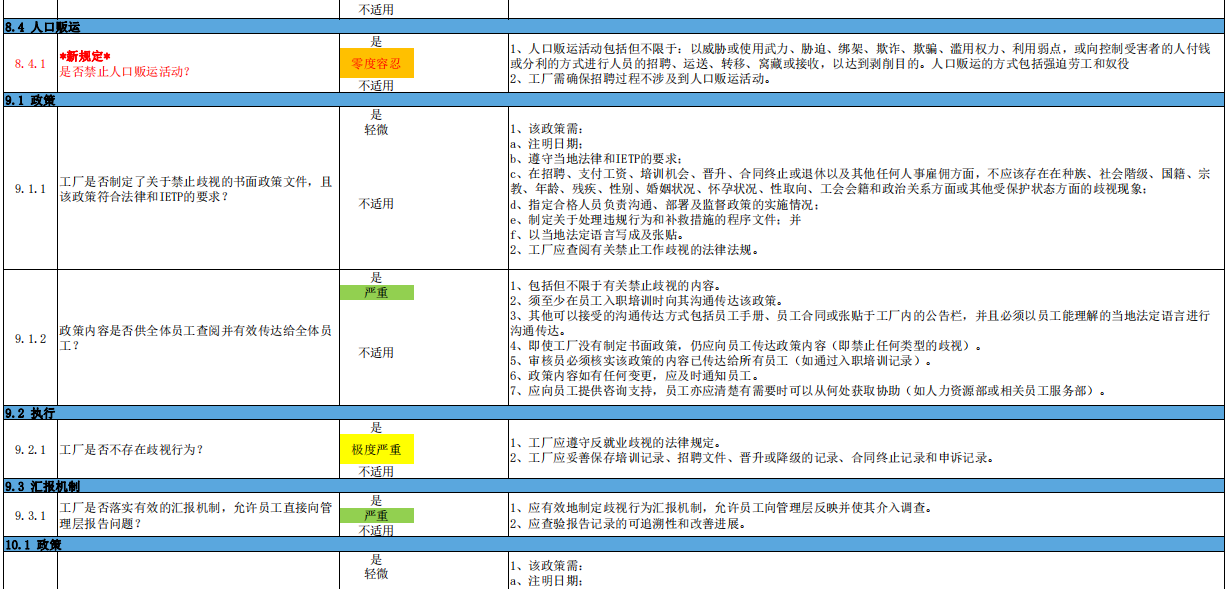 不适用
8.4 人口贩运
8.4.1
*新规定*
是否禁止人口贩运活动?
是
零度容忍
不适用
1、人口贩运活动包括但不限于: 以威胁或使用武力、胁迫、绑架、欺诈、欺骗、滥用权力、利用弱点, 或向控制受害者的人付钱
或分利的方式进行人员的招聘、运送、转移、窝藏或接收, 以达到剥削目的。人口贩运的方式包括强迫劳工和奴役
2、工厂需确保招聘过程不涉及到人口贩运活动。
9.1 政策
9.1.1
工厂是否制定了关于禁止歧视的书面政策文件, 且
该政策符合法律和IETP的要求?
是
轻微
不适用
1、该政策需:
a、注明日期;
b、遵守当地法律和IETP的要求;
c、在招聘、支付工资、培训机会、晋升、合同终止或退休以及其他任何人事雇佣方面, 不应该存在在种族、社会階级、国籍、宗
教、年龄、残疾、性别、婚姻状况、怀孕状况、性取向、工会会籍和政治关系方面或其他受保护状态方面的歧视现象;
d、指定合格人员负责沟通、部署及监督政策的实施情况;
e、制定关于处理违规行为和补救措施的程序文件; 并
f、以当地法定语言写成及张贴。
2、工厂应查阅有关禁止工作歧视的法律法规。
9.1.2
政策内容是否供全体员工查阅并有效传达给全体员
工?
是
严重
不适用
1、包括但不限于有关禁止歧视的内容。
2、须至少在员工入职培训时向其沟通传达该政策。
3、其他可以接受的沟通传达方式包括员工手册、员工合同或张贴于工厂内的公告栏, 并且必须以员工能理解的当地法定语言进行
沟通传达。
4、即使工厂没有制定书面政策, 仍应向员工传达政策内容 (即禁止任何类型的歧视) 。
5、审核员必须核实该政策的内容已传达给所有员工 (如通过入职培训记录) 。
6、政策内容如有任何变更, 应及时通知员工。
7、应向员工提供咨询支持, 员工亦应清楚有需要时可以从何处获取协助 (如人力资源部或相关员工服务部) 。
9.2 执行
9.2.1
工厂是否不存在歧视行为?
是
极度严重
不适用
1、工厂应遵守反就业歧视的法律规定。
2、工厂应妥善保存培训记录、招聘文件、晋升或降级的记录、合同终止记录和申诉记录。
9.3 汇报机制
9.3.1
工厂是否落实有效的汇报机制, 允许员工直接向管
理层报告问题?
是
严重
不适用
1、应有效地制定歧视行为汇报机制, 允许员工向管理层反映并使其介入调查。
2、应查验报告记录的可追溯性和改善进展。
10.1 政策
是
轻微
1、该政策需:
a、注明日期;